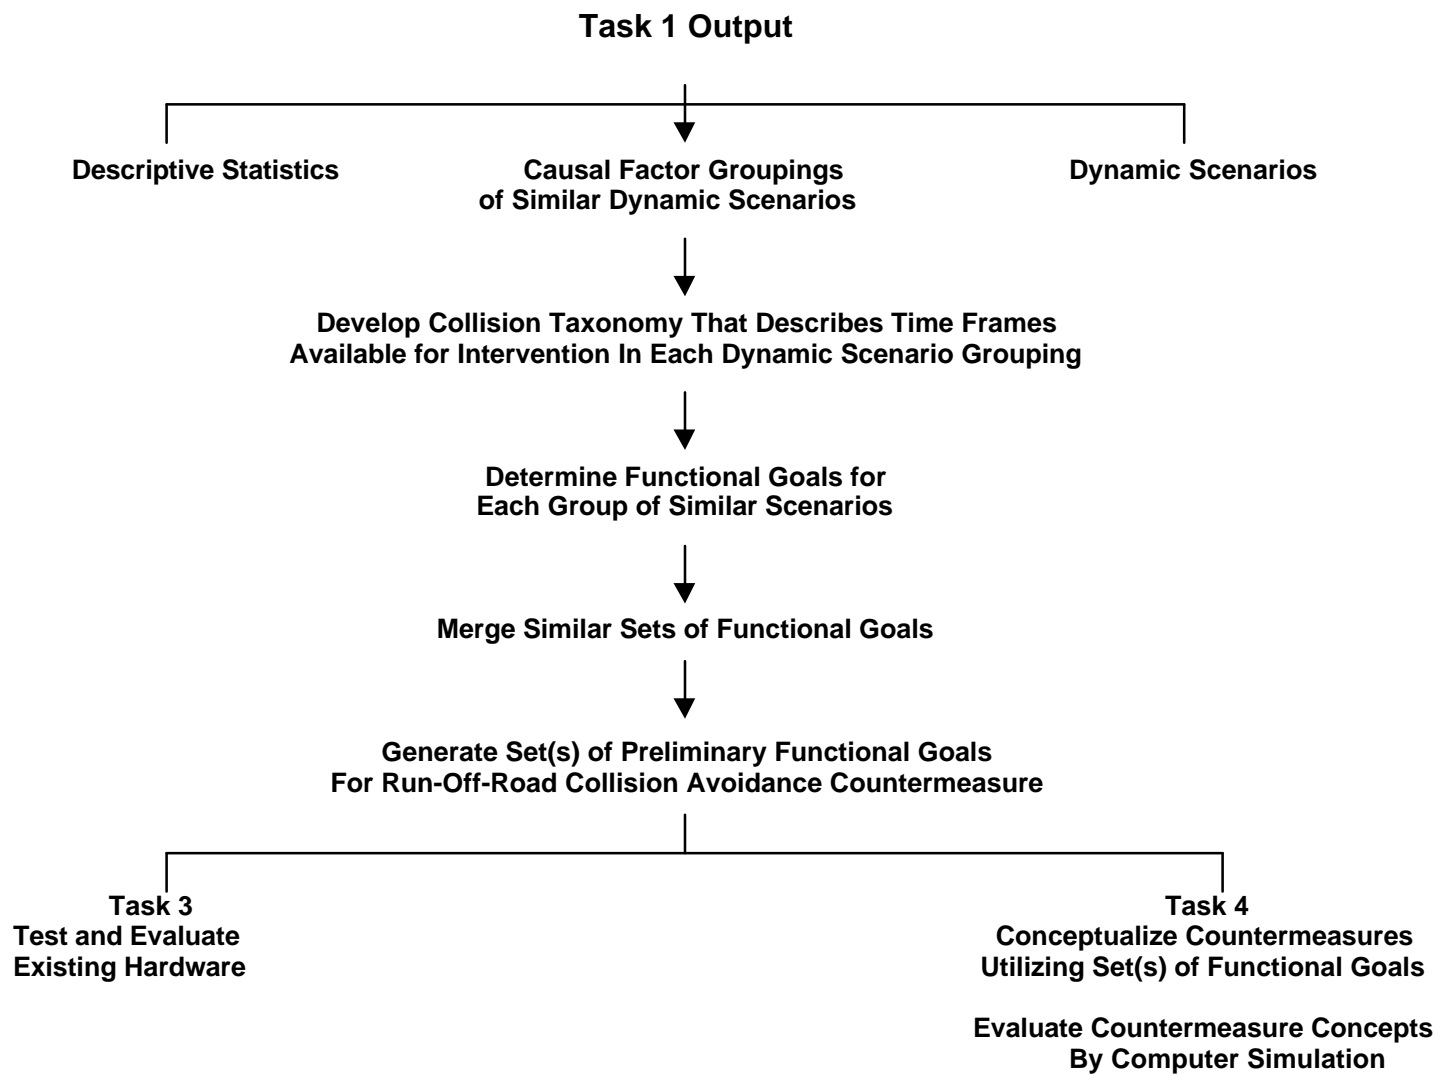 Task 1 Output
Descriptive Statistics
Causal Factor Groupings
of Similar Dynamic Scenarios
Dynamic Scenarios
Develop Collision Taxonomy That Describes Time Frames
Available for Intervention In Each Dynamic Scenario Grouping
Determine Functional Goals for
Each Group of Similar Scenarios
Merge Similar Sets of Functional Goals
Generate Set(s) of Preliminary Functional Goals
For Run-Off-Road Collision Avoidance Countermeasure
Task 3
Test and Evaluate
Existing Hardware
Task 4
Conceptualize Countermeasures
Utilizing Set(s) of Functional Goals
Evaluate Countermeasure Concepts
By Computer Simulation